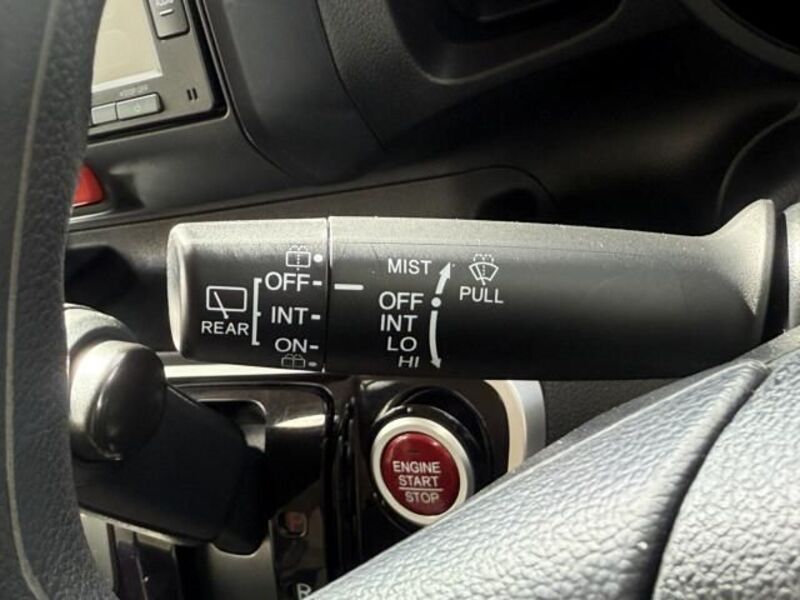 MIST
OFF
PULL
REAR
OFF
INT
INT
ON
LO
HI
ENGINE
START
STOP
P
R